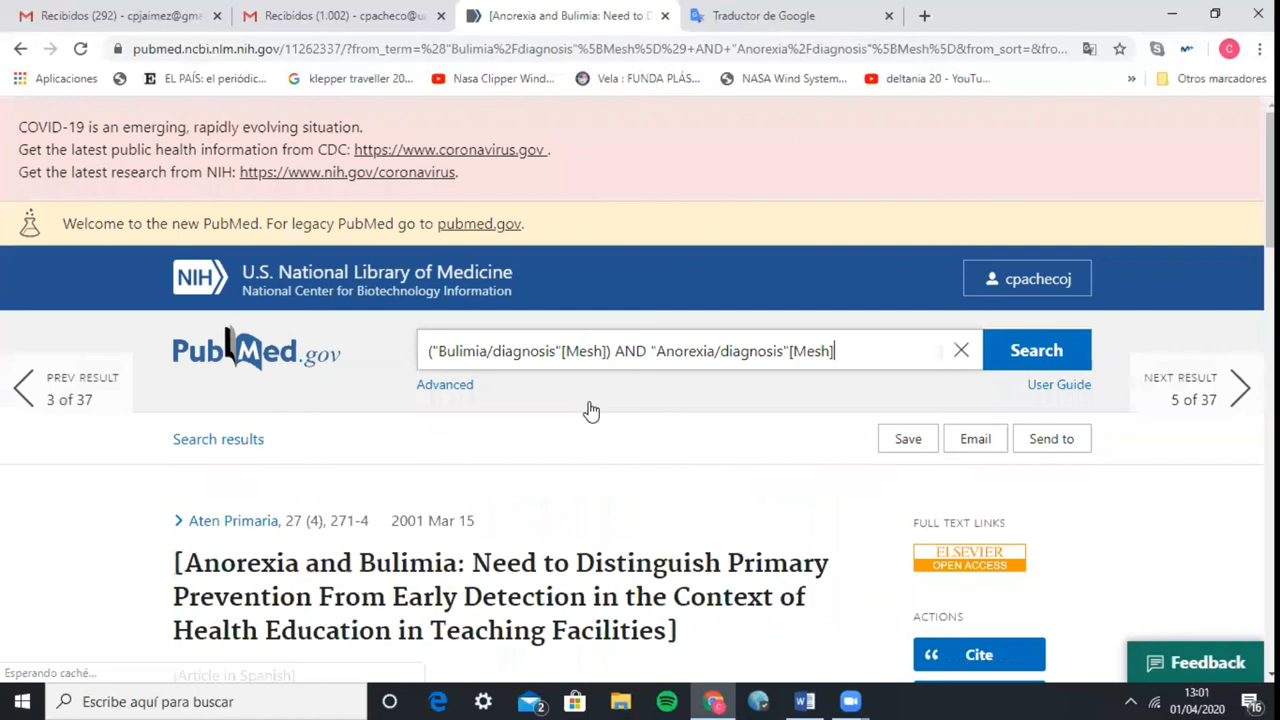 Recibidos (292) - cpjaimez@gma
Recibidos (1.002) - cpacheco@u
[Anorexia and Bulimia: Need to D
Traductor de Google
pubmed.ncbi.nlm.nih.gov/11262337/?from_term=%28"Bulimia%2Fdiagnosis"%5BMesh%5D%29+AND+"Anorexia%2Fdiagnosis"%5BMesh%5D&from_sort=&fro...
C
Aplicaciones
EL PAÍS: el periódic...
klepper traveller 20...
Nasa Clipper Wind...
Vela : FUNDA PLÁS...
NASA Wind System...
deltania 20 - YouTu...
»
Otros marcadores
COVID-19 is an emerging, rapidly evolving situation.
Get the latest public health information from CDC: https://www.coronavirus.gov .
Get the latest research from NIH: https://www.nih.gov/coronavirus.
Welcome to the new PubMed. For legacy PubMed go to pubmed.gov.
NIH
U.S. National Library of Medicine
National Center for Biotechnology Information
cpachecoj
PubMed.gov
("Bulimia/diagnosis"[Mesh]) AND "Anorexia/diagnosis"[Mesh]
Search
Advanced
User Guide
PREV RESULT
3 of 37
NEXT RESULT
5 of 37
Search results
Save
Email
Send to
Aten Primaria, 27 (4), 271-4 2001 Mar 15
[Anorexia and Bulimia: Need to Distinguish Primary
Prevention From Early Detection in the Context of
Health Education in Teaching Facilities]
[Article in Spanish]
FULL TEXT LINKS
ELSEVIER
OPEN ACCESS
ACTIONS
Cite
Feedback
Esperando caché...
Escribe aquí para buscar
2
13:01
01/04/2020
16